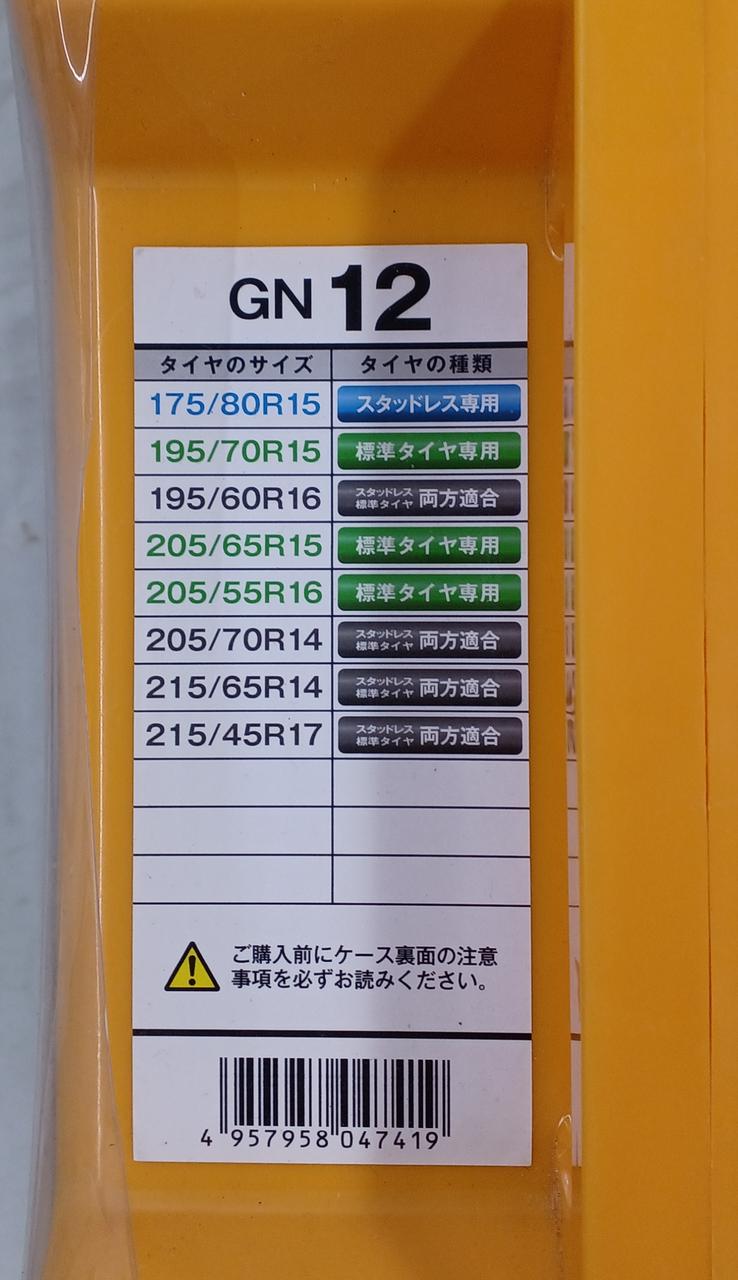 GN 12
タイヤのサイズ タイヤの種類
175/80R15 スタッドレス専用
195/70R15 標準タイヤ専用
195/60R16 スタッドレス 標準タイヤ 両方適合
205/65R15 標準タイヤ専用
205/55R16 標準タイヤ専用
205/70R14 スタッドレス 標準タイヤ 両方適合
215/65R14 スタッドレス 標準タイヤ 両方適合
215/45R17 スタッドレス 標準タイヤ 両方適合
ご購入前にケース裏面の注意
事項を必ずお読みください。
4 957958 047419